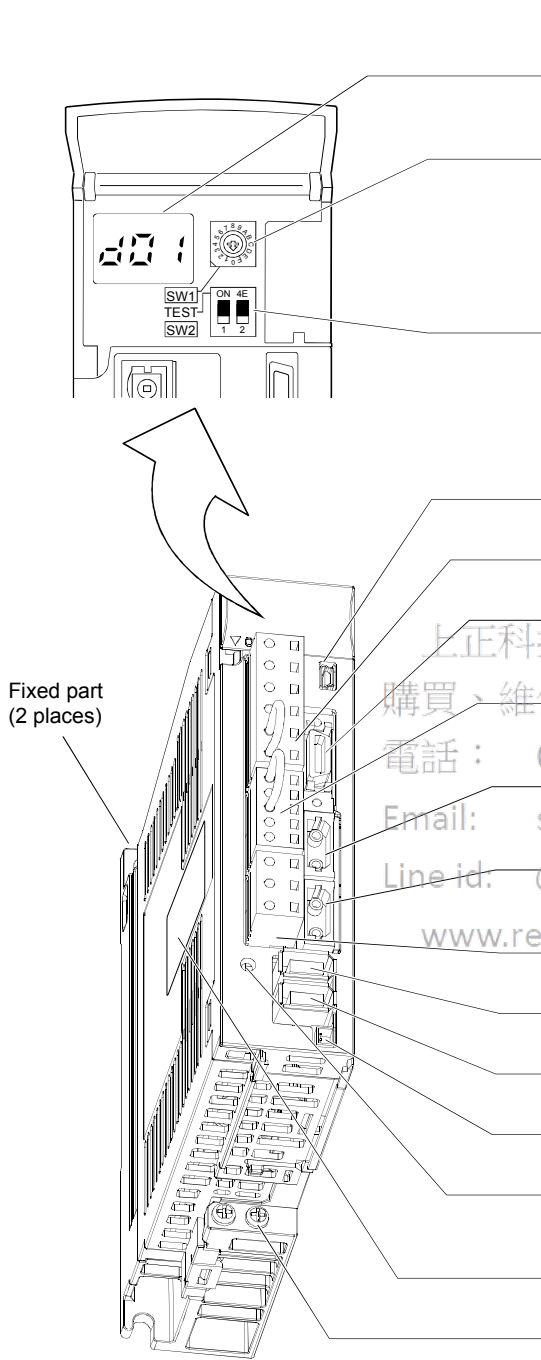 d01
SW1
TEST
SW2
ON 4E
1 2
Fixed part
(2 places)
上正科
購買、維
電話：
Email: s
Line id: @
www.re